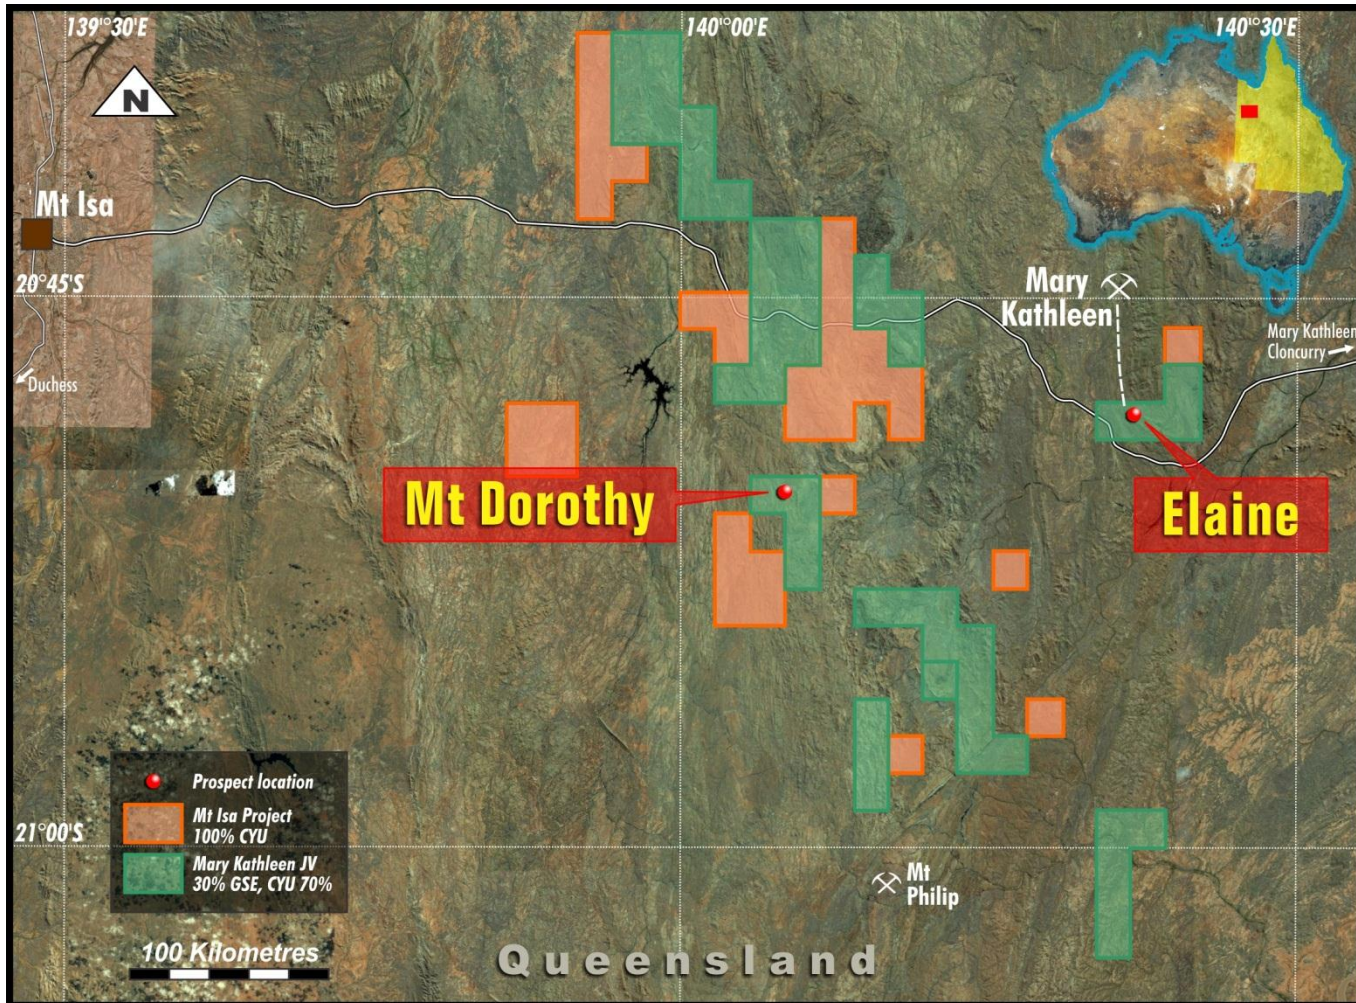 139°30'E
140°00'E
140°30'E
N
Mt Isa
20°45'S
Mary
Kathleen
Mary Kathleen
Cloncurry
Duchess
Mt Dorothy
Elaine
Prospect location
Mt Isa Project
100% CYU
Mary Kathleen JV
30% GSE, CYU 70%
21°00'S
Mt
Philip
100 Kilometres
Queensland